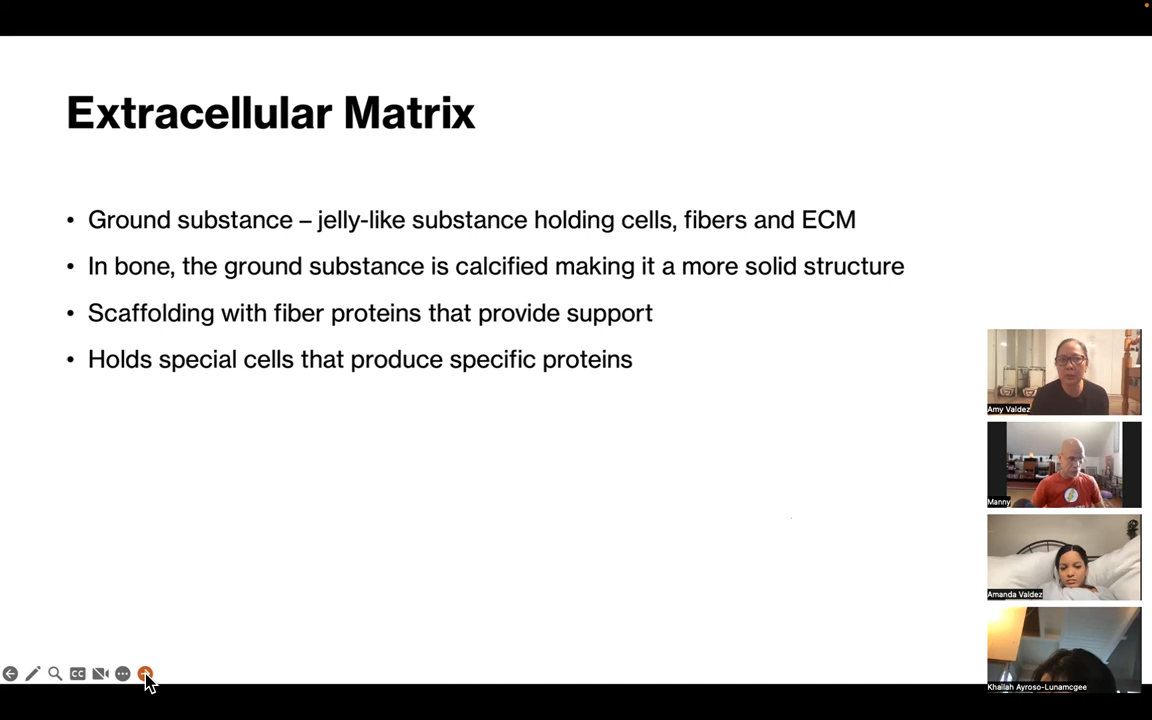 Extracellular Matrix
• Ground substance – jelly-like substance holding cells, fibers and ECM
• In bone, the ground substance is calcified making it a more solid structure
• Scaffolding with fiber proteins that provide support
• Holds special cells that produce specific proteins
Amy Valdez
Manny
Amanda Valdez
Khailah Ayroso-Lunamcgee
CC